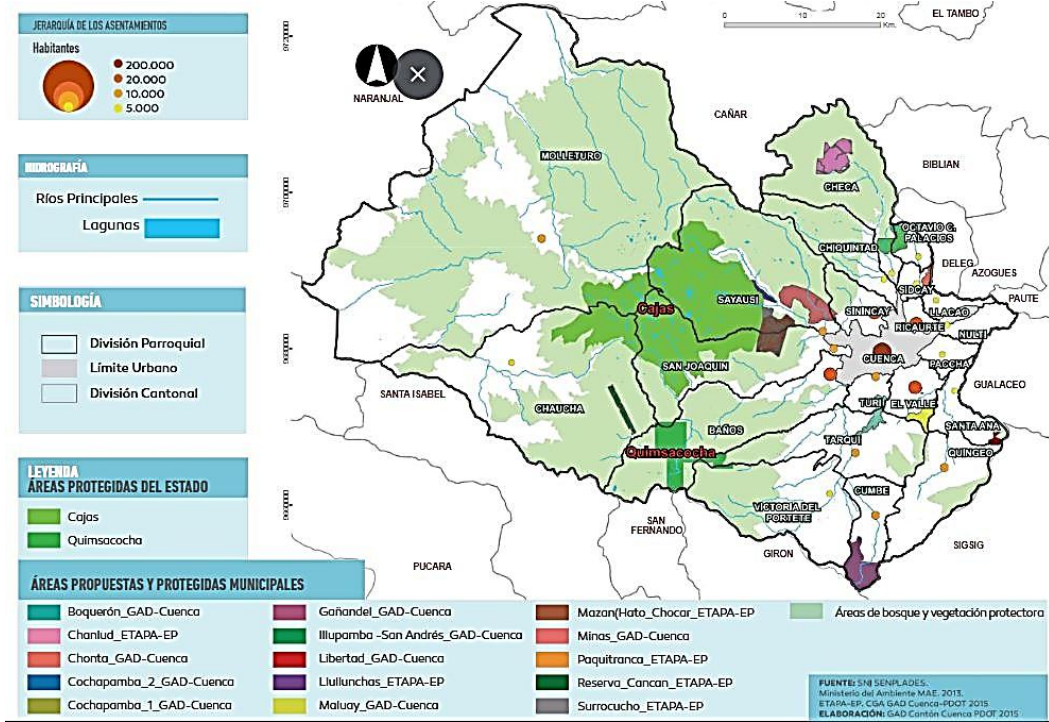 JERARQUÍA DE LOS ASENTAMIENTOS
Habitantes
200.000
20.000
10.000
5.000
HIDROGRAFÍA
Ríos Principales
Lagunas
SIMBOLOGÍA
División Parroquial
Límite Urbano
División Cantonal
LEYENDA
ÁREAS PROTEGIDAS DEL ESTADO
Cajas
Quimsacocha
0 10 20
Km.
EL TAMBO
NARANJAL
CAÑAR
BIBLIAN
MOLLETURO
CHECA
OCTAVIO C.
PALACIOS
CHIQUINTAD
DELEG
AZOGUES
SIDCAY
PAUTE
SAYAUSI
Cajas
SININCAY
LLACAO
RICAURTE
NULTI
CUENCA
PACCHA
SAN JOAQUIN
GUALACEO
SANTA ISABEL
CHAUCHA
TURI
EL VALLE
BAÑOS
SANTA ANA
TARQUI
QUINGEO
Quimsacocha
CUMBE
VICTORIA DEL
PORTETE
SAN
FERNANDO
GIRON
SIGSIG
PUCARA
ÁREAS PROPUESTAS Y PROTEGIDAS MUNICIPALES
Boquerón_GAD-Cuenca
Chanlud_ETAPA-EP
Chonta_GAD-Cuenca
Cochapamba_2_GAD-Cuenca
Cochapamba_1_GAD-Cuenca
Gañandel_GAD-Cuenca
Illupamba -San Andrés_GAD-Cuenca
Libertad_GAD-Cuenca
Llullunchas_ETAPA-EP
Maluay_GAD-Cuenca
Mazan(Hato_Chocar_ETAPA-EP
Minas_GAD-Cuenca
Paquitranca_ETAPA-EP
Reserva_Cancan_ETAPA-EP
Surrocucho_ETAPA-EP
Áreas de bosque y vegetación protectora
FUENTE: SNI SENPLADES.
Ministerio del Ambiente MAE. 2013.
ETAPA-EP. CGA GAD Cuenca-PDOT 2015
ELABORACIÓN: GAD Cantón Cuenca PDOT 2015